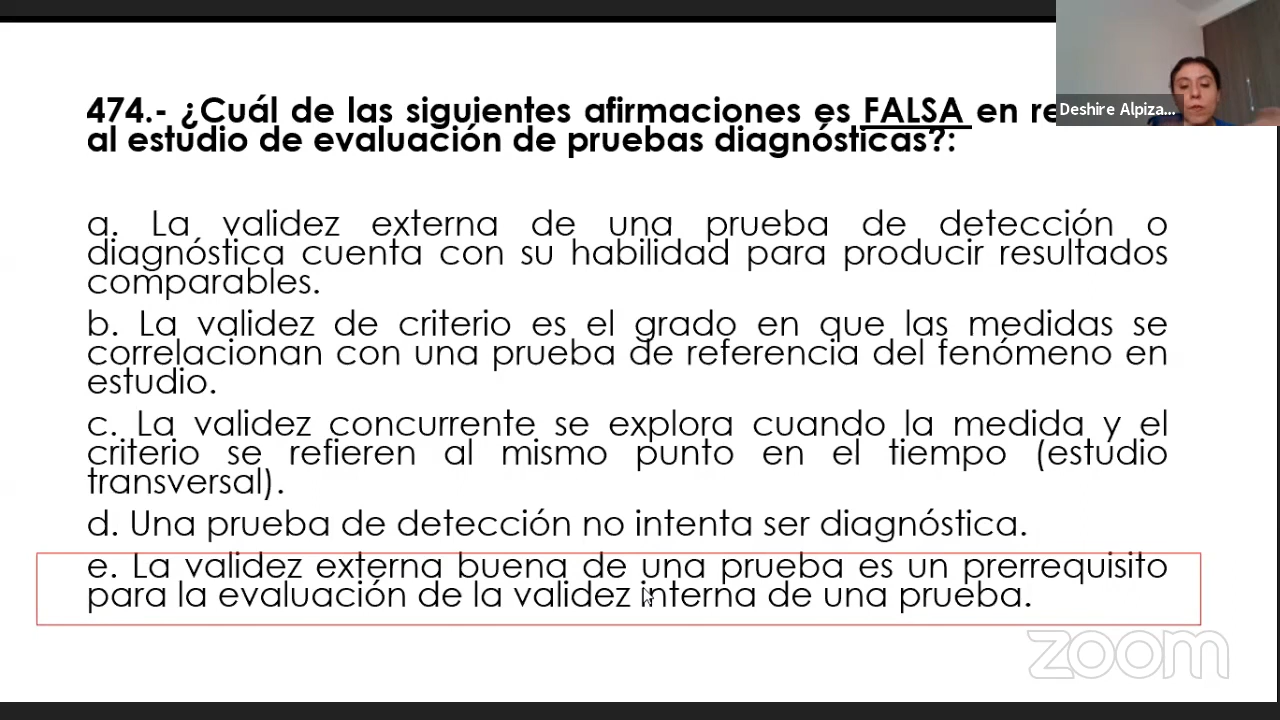 474.- ¿Cuál de las siguientes afirmaciones es FALSA en
al estudio de evaluación de pruebas diagnósticas?:
Deshire Alpiza...
a. La validez externa de una prueba de detección o
diagnóstica cuenta con su habilidad para producir resultados
comparables.
b. La validez de criterio es el grado en que las medidas se
correlacionan con una prueba de referencia del fenómeno en
estudio.
c. La validez concurrente se explora cuando la medida y el
criterio se refieren al mismo punto en el tiempo (estudio
transversal).
d. Una prueba de detección no intenta ser diagnóstica.
e. La validez externa buena de una prueba es un prerrequisito
para la evaluación de la validez interna de una prueba.
zoom